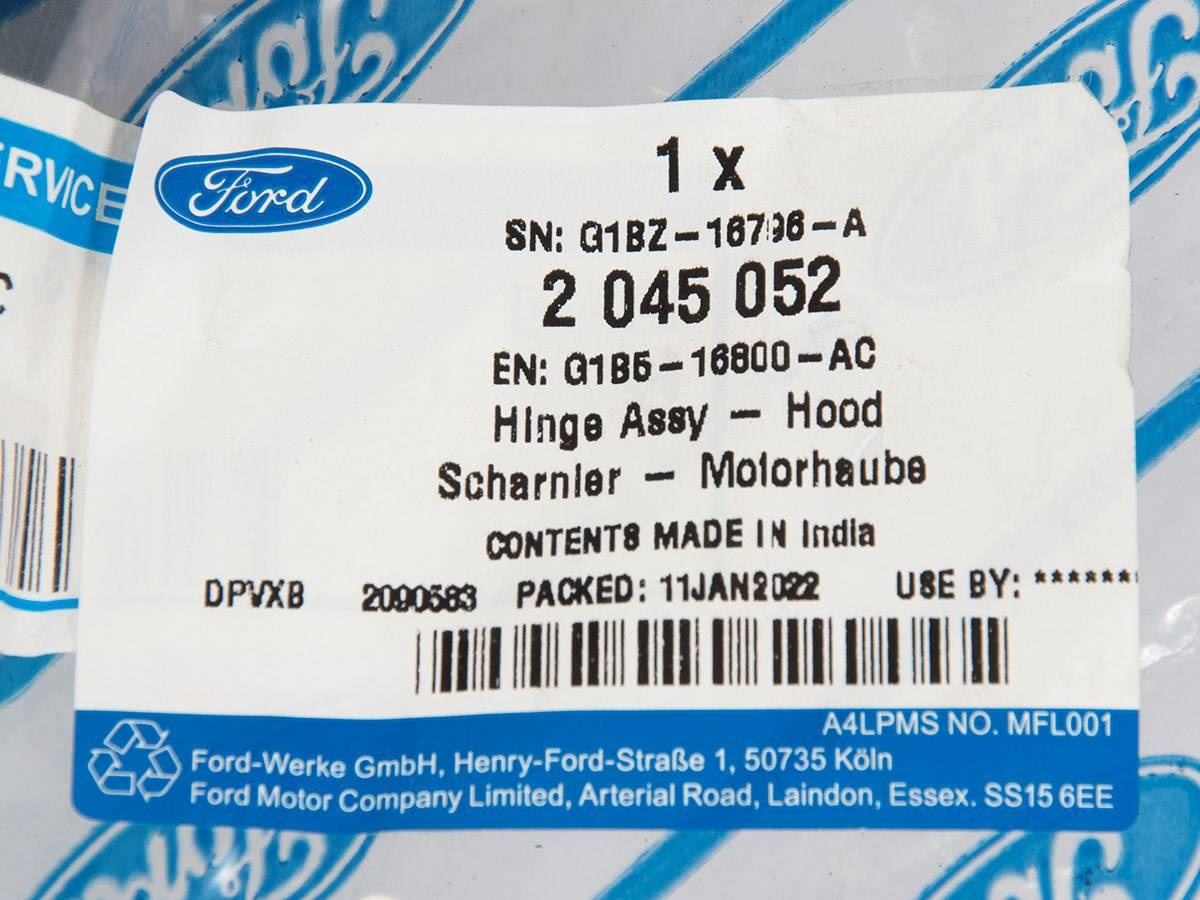 ERVICE
C
Ford
1 x
SN: G1BZ-16796-A
2 045 052
EN: G1B5-16800-AC
Hinge Assy - Hood
Scharnier - Motorhaube
CONTENTS MADE IN India
DPVXB 2090583 PACKED: 11JAN2022 USE BY: *******
A4LPMS NO. MFL001
Ford-Werke GmbH, Henry-Ford-Straße 1, 50735 Köln
Ford Motor Company Limited, Arterial Road, Laindon, Essex. SS15 6EE